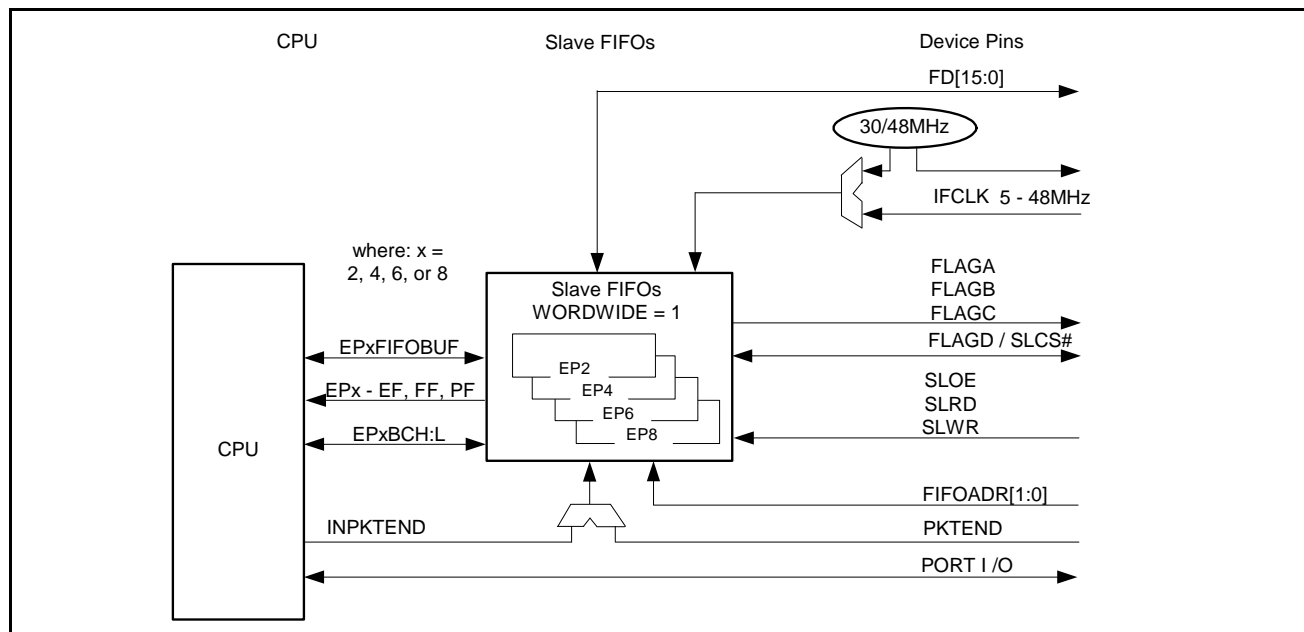 CPU
Slave FIFOs
Device Pins
FD[15:0]
30/48MHz
IFCLK 5 - 48MHz
where: x =
2, 4, 6, or 8
Slave FIFOs
WORDWIDE = 1
EP2
EP4
EP6
EP8
FLAGA
FLAGB
FLAGC
FLAGD / SLCS#
EPxFIFOBUF
EPx - EF, FF, PF
EPxBCH:L
CPU
SLOE
SLRD
SLWR
FIFOADR[1:0]
INPKTEND
PKTEND
PORT I /O